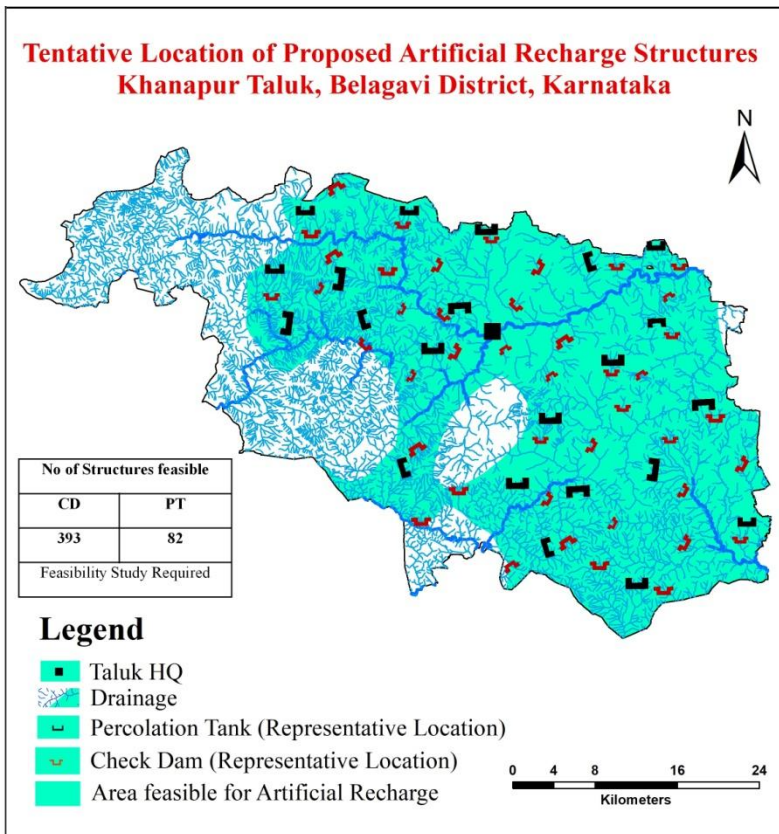 Tentative Location of Proposed Artificial Recharge Structures
Khanapur Taluk, Belagavi District, Karnataka
N
No of Structures feasible
CD PT
393 82
Feasibility Study Required
Legend
Taluk HQ
Drainage
Percolation Tank (Representative Location)
Check Dam (Representative Location)
Area feasible for Artificial Recharge
0 4 8 16 24
Kilometers